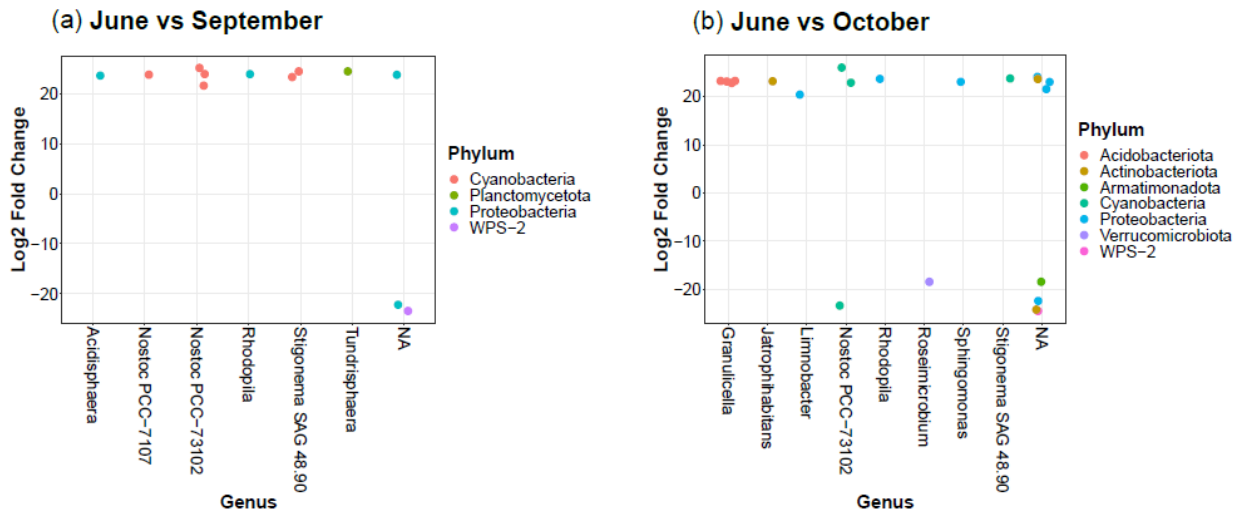 (a) June vs September
Log2 Fold Change
20
10
0
−10
−20
Acidisphaera
Nostoc PCC−7107
Nostoc PCC−73102
Rhodopila
Stigonema SAG 48.90
Tundrisphaera
NA
Genus
Phylum
Cyanobacteria
Planctomycetota
Proteobacteria
WPS−2
(b) June vs October
Log2 Fold Change
20
10
0
−10
−20
Granulicella
Jatrophihabitans
Limnobacter
Nostoc PCC−73102
Rhodopila
Roseimicrobium
Sphingomonas
Stigonema SAG 48.90
NA
Genus
Phylum
Acidobacteriota
Actinobacteriota
Armatimonadota
Cyanobacteria
Proteobacteria
Verrucomicrobiota
WPS−2